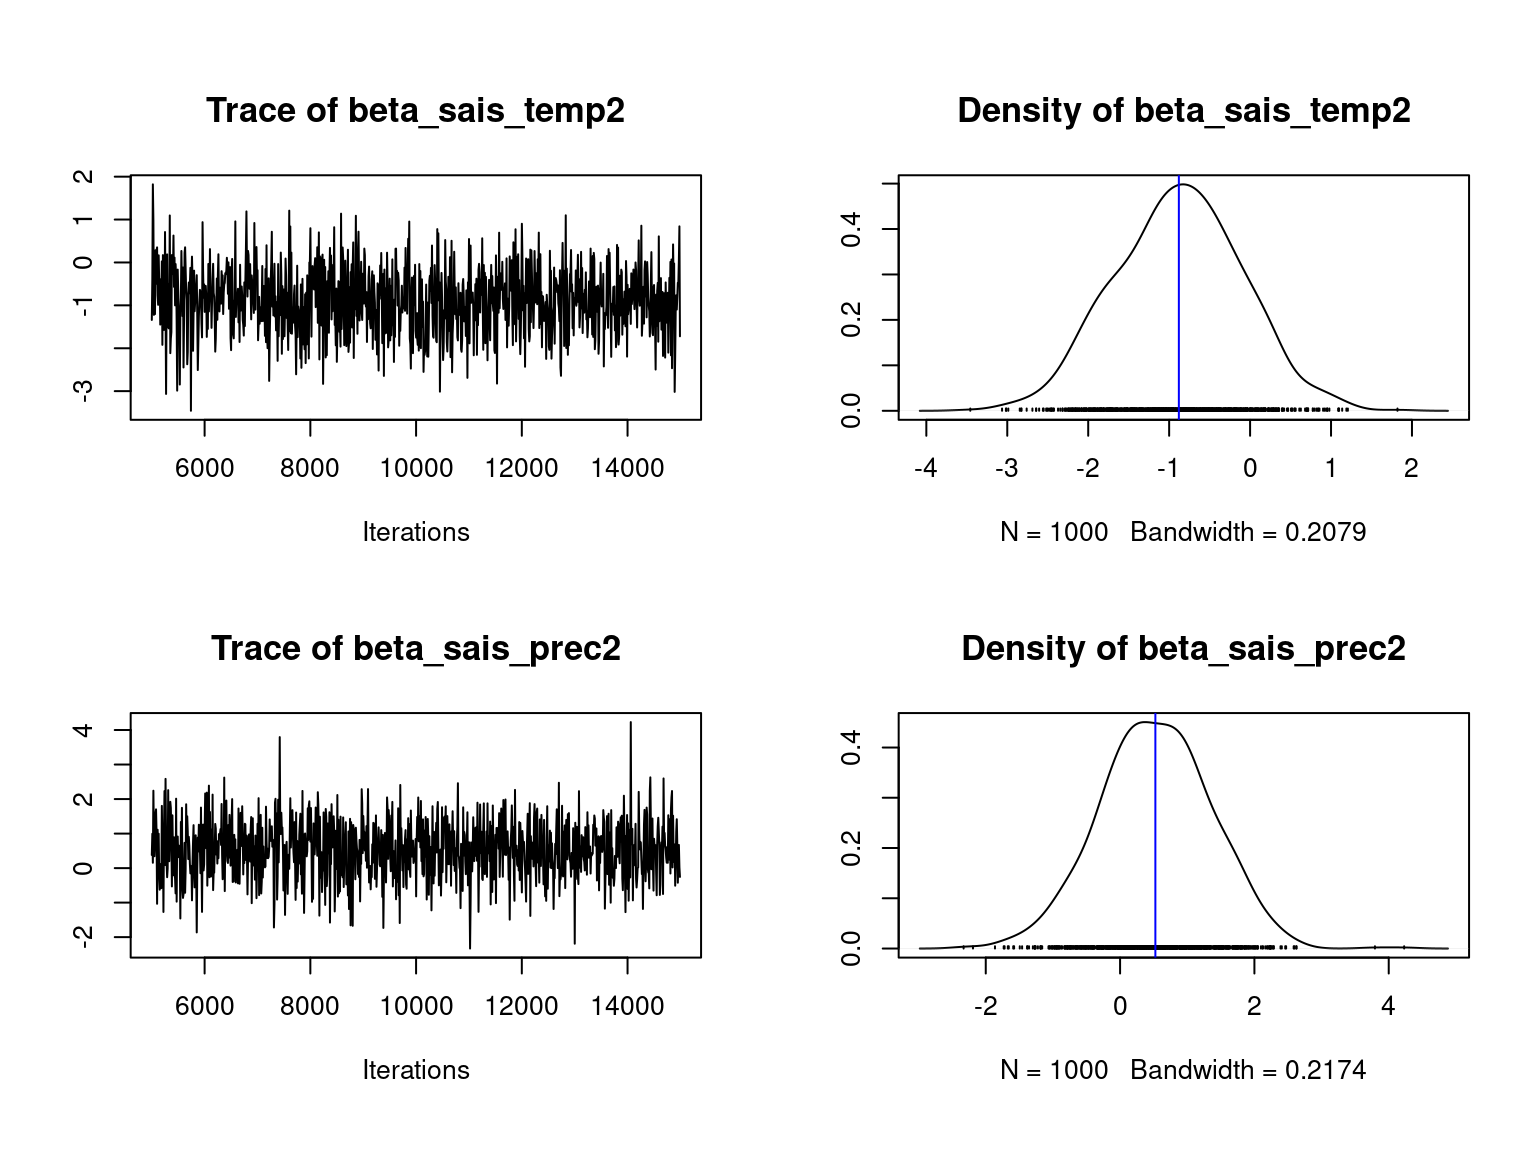 Trace of beta_sais_temp2
2
1
0
-1
-3
6000 8000 10000 12000 14000
Iterations
Density of beta_sais_temp2
0.4
0.2
0.0
-4 -3 -2 -1 0 1 2
N = 1000 Bandwidth = 0.2079
Trace of beta_sais_prec2
4
2
0
-2
6000 8000 10000 12000 14000
Iterations
Density of beta_sais_prec2
0.4
0.2
0.0
-2 0 2 4
N = 1000 Bandwidth = 0.2174